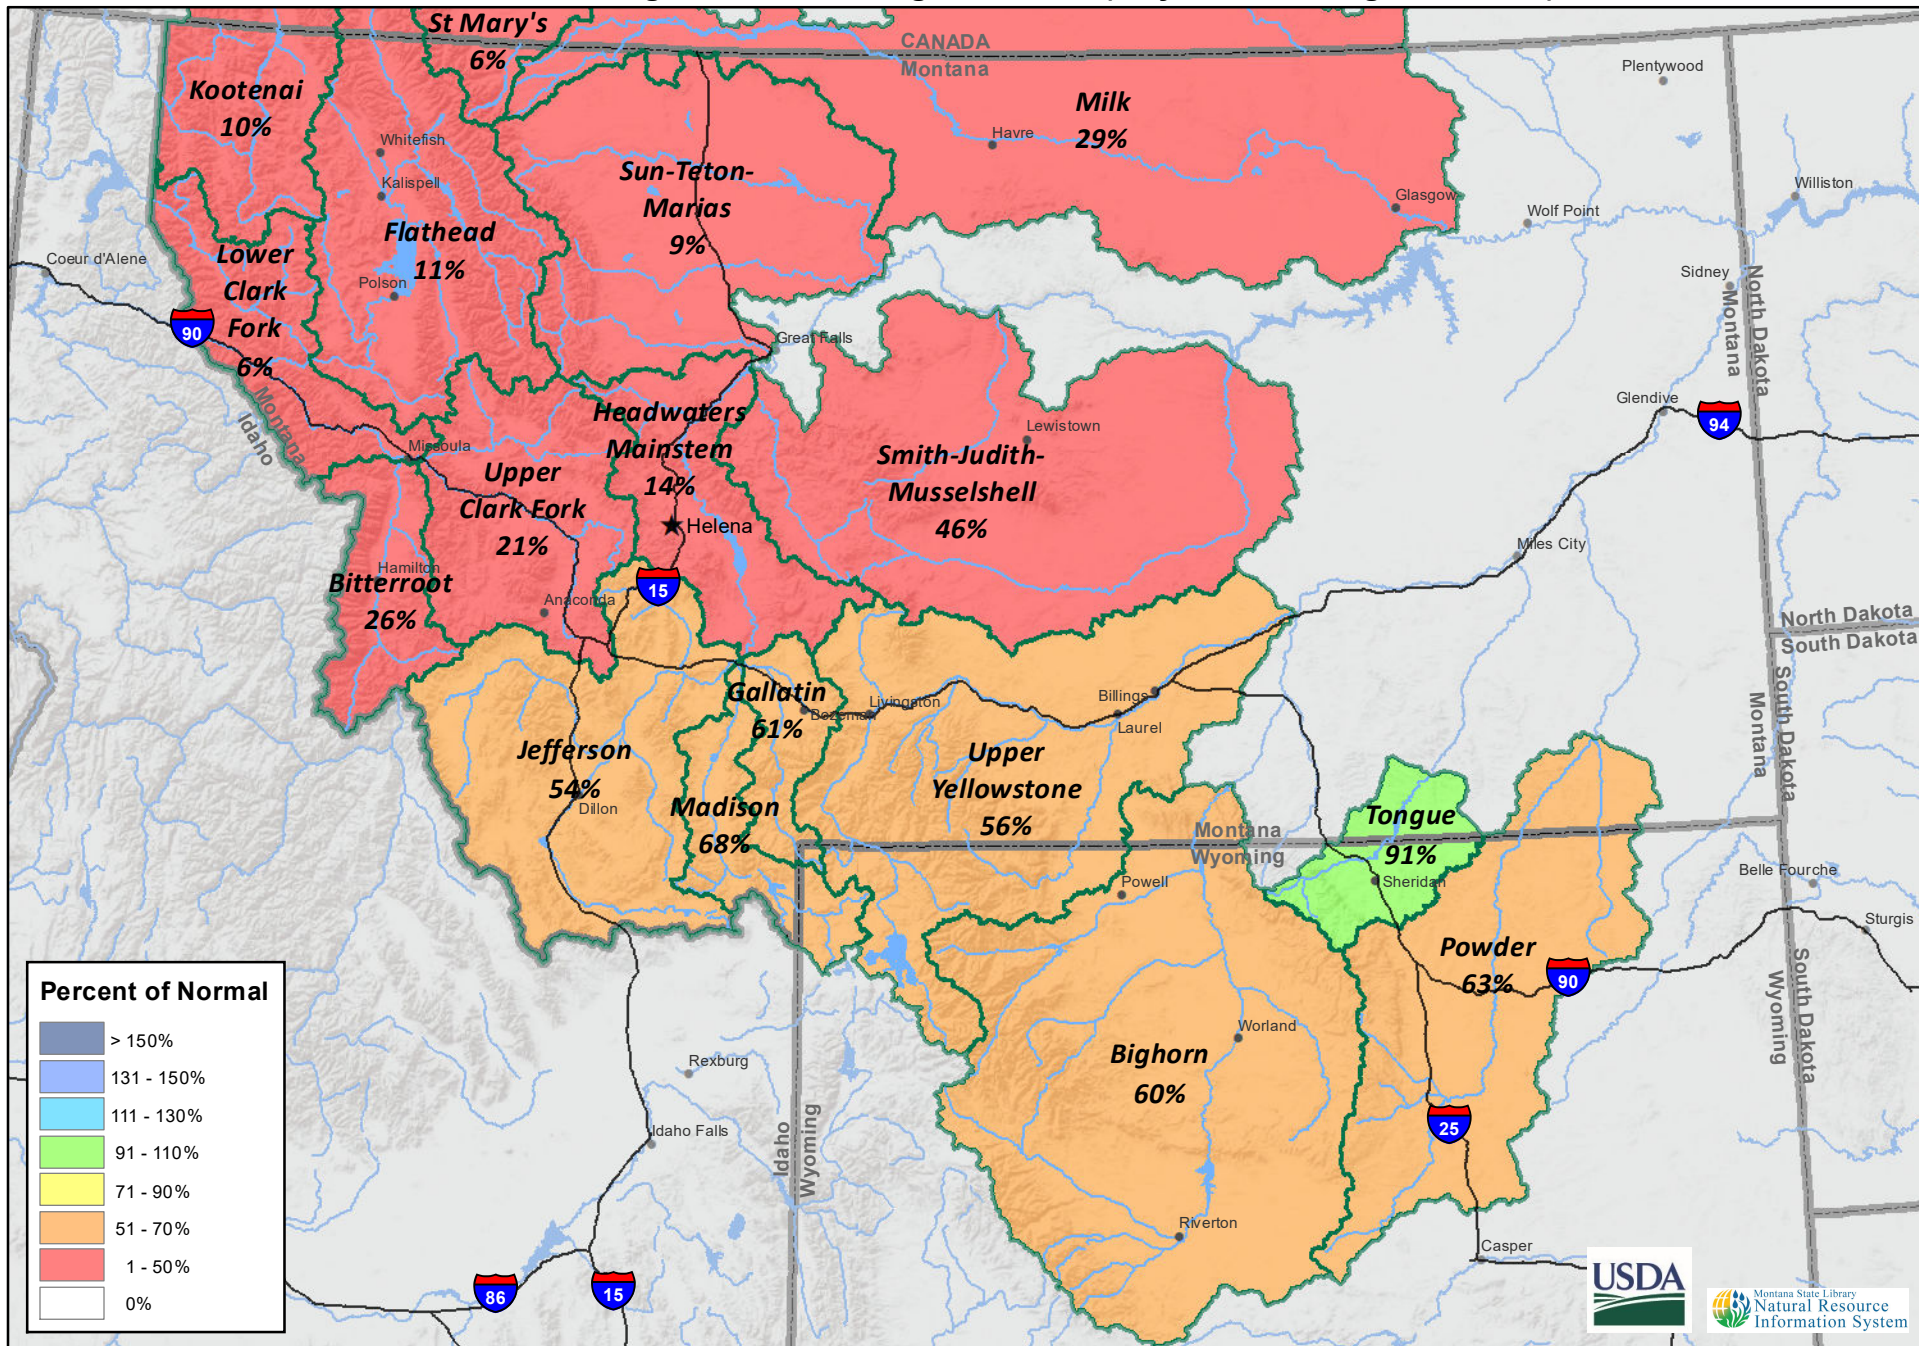 St Mary's
6%
CANADA
Montana
Kootenai
10%
Milk
29%
Plentywood
Whitefish
Havre
Kalispell
Sun-Teton-
Marias
9%
Glasgow
Williston
Wolf Point
Flathead
11%
Lower
Clark
Fork
6%
Coeur d'Alene
Polson
Sidney
North Dakota
Montana
90
Great Falls
Montana
Idaho
Headwaters
Mainstem
14%
Lewistown
Glendive
94
Missoula
Smith-Judith-
Musselshell
46%
Upper
Clark Fork
21%
Helena
Miles City
Hamilton
Bitterroot
26%
Anaconda
15
North Dakota
South Dakota
South Dakota
Montana
Gallatin
61%
Bozeman
Livingston
Billings
Laurel
Jefferson
54%
Dillon
Upper
Yellowstone
56%
Madison
68%
Tongue
91%
Montana
Wyoming
Sheridan
Powell
Belle Fourche
Sturgis
Powder
63%
90
South Dakota
Wyoming
Percent of Normal
> 150%
131 - 150%
111 - 130%
91 - 110%
71 - 90%
51 - 70%
1 - 50%
0%
Worland
Bighorn
60%
Rexburg
25
Idaho Falls
Idaho
Wyoming
Riverton
Casper
86
15
USDA
Montana State Library
Natural Resource
Information System